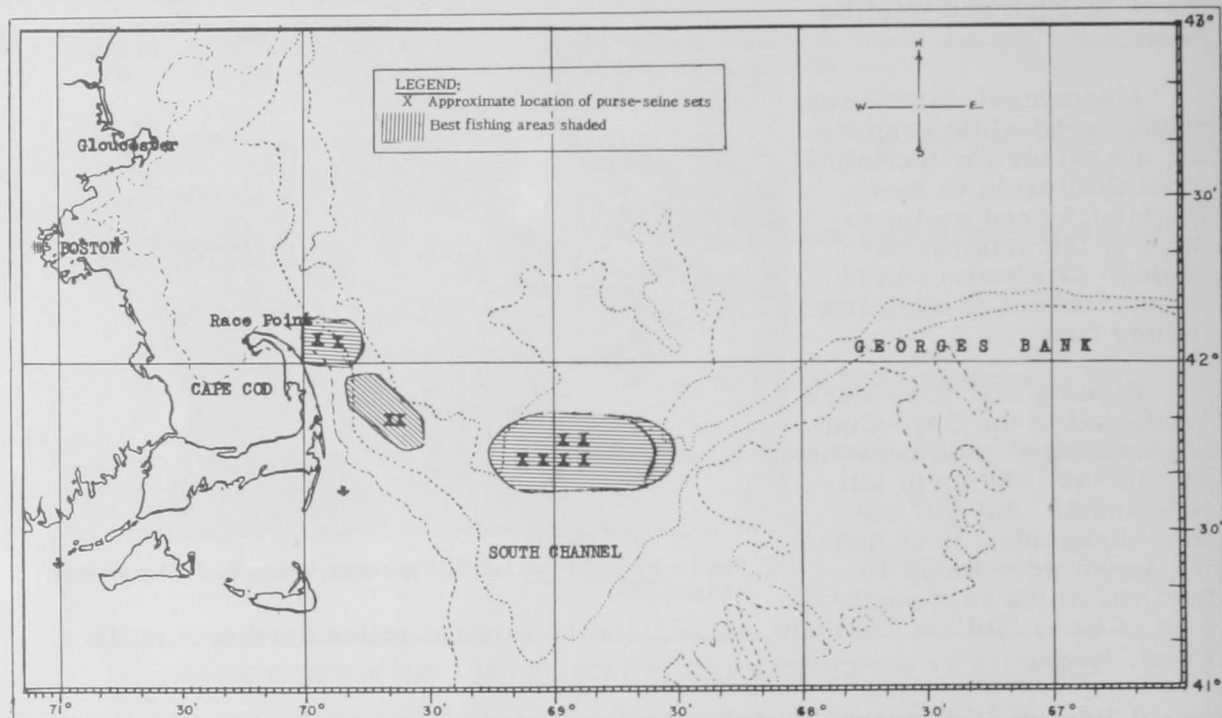 43°
LEGEND:
X Approximate location of purse-seine sets
Best fishing areas shaded
N
W E
S
Gloucester
30'
BOSTON
Race Point
X X
GEORGES BANK
42°
CAPE COD
XX
X X
X X X X
30'
SOUTH CHANNEL
41°
71° 30' 70° 30' 69° 30' 68° 30' 67°